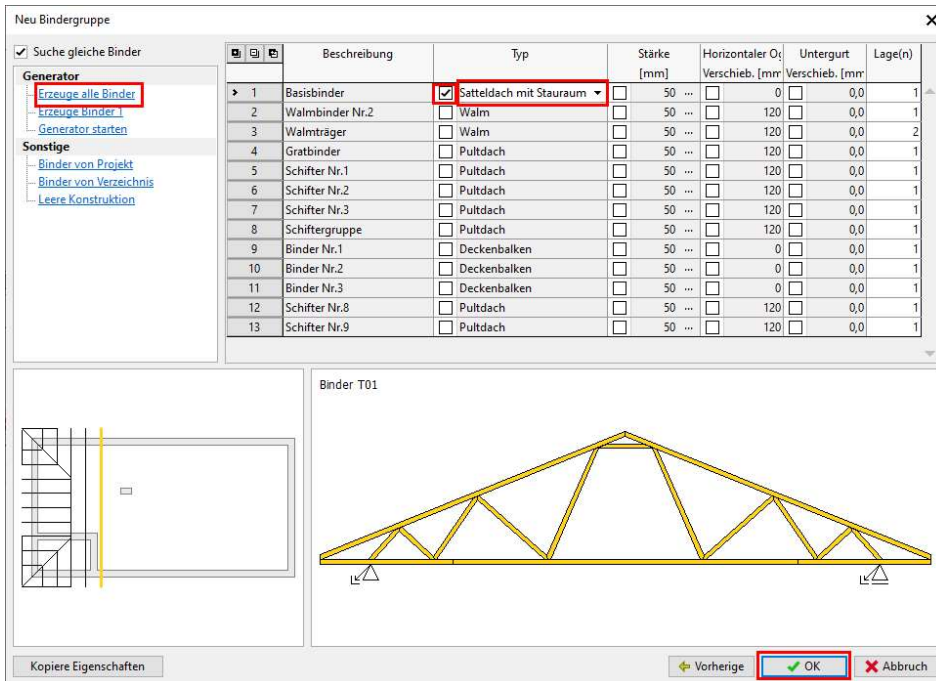 Neu Bindergruppe
Suche gleiche Binder
Generator
Erzeuge alle Binder
Erzeuge Binder 1
Generator starten
Sonstige
Binder von Projekt
Binder von Verzeichnis
Leere Konstruktion
Beschreibung Typ Stärke Horizontaler Og Untergurt Lage(n)
[mm] Verschieb. [mm Verschieb. [mm
1 Basisbinder Satteldach mit Stauraum 50 ... 0 0,0 1
2 Walmbinder Nr.2 Walm 50 ... 120 0,0 1
3 Walmträger Walm 50 ... 120 0,0 2
4 Gratbinder Pultdach 50 ... 120 0,0 1
5 Schifter Nr.1 Pultdach 50 ... 120 0,0 1
6 Schifter Nr.2 Pultdach 50 ... 120 0,0 1
7 Schifter Nr.3 Pultdach 50 ... 120 0,0 1
8 Schiftergruppe Pultdach 50 ... 120 0,0 1
9 Binder Nr.1 Deckenbalken 50 ... 0 0,0 1
10 Binder Nr.2 Deckenbalken 50 ... 0 0,0 1
11 Binder Nr.3 Deckenbalken 50 ... 0 0,0 1
12 Schifter Nr.8 Pultdach 50 ... 120 0,0 1
13 Schifter Nr.9 Pultdach 50 ... 120 0,0 1
Binder T01
Kopiere Eigenschaften
Vorherige
OK
Abbruch